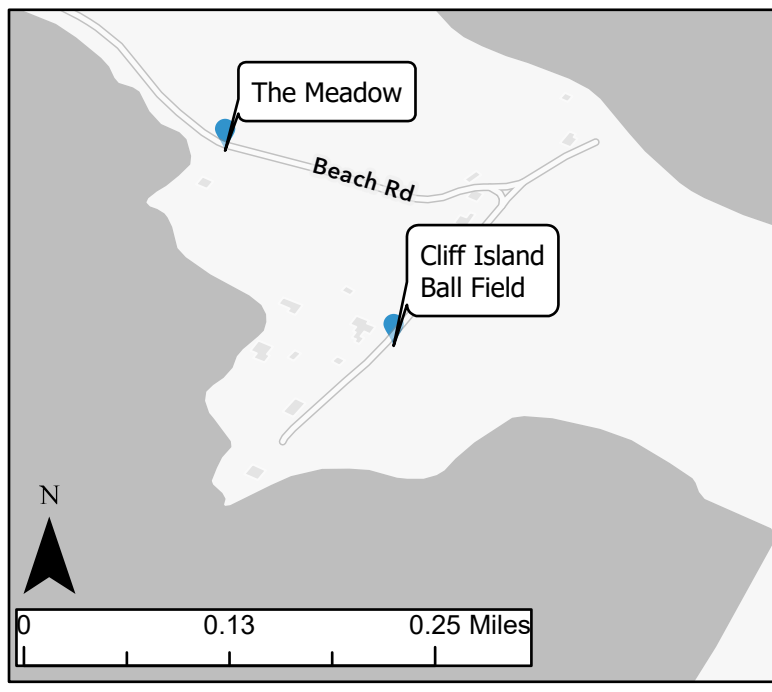 The Meadow
Beach Rd
Cliff Island
Ball Field
N
0 0.13 0.25 Miles